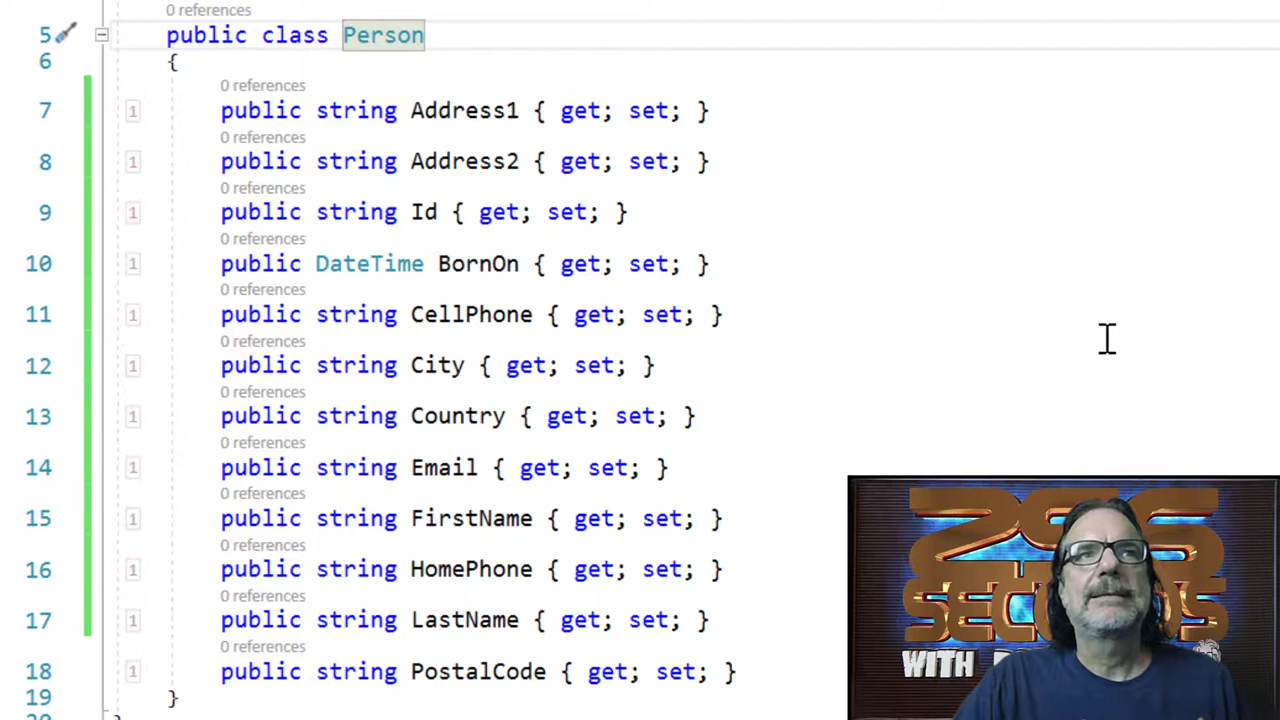 0 references
5 public class Person
6 {
0 references
7 1 public string Address1 { get; set; }
0 references
8 1 public string Address2 { get; set; }
0 references
9 1 public string Id { get; set; }
0 references
10 1 public DateTime BornOn { get; set; }
0 references
11 1 public string CellPhone { get; set; }
0 references
12 1 public string City { get; set; }
0 references
13 1 public string Country { get; set; }
0 references
14 1 public string Email { get; set; }
0 references
15 1 public string FirstName { get; set; }
0 references
16 1 public string HomePhone { get; set; }
0 references
17 1 public string LastName { get; set; }
0 references
18 1 public string PostalCode { get; set; }
19 }
WITH